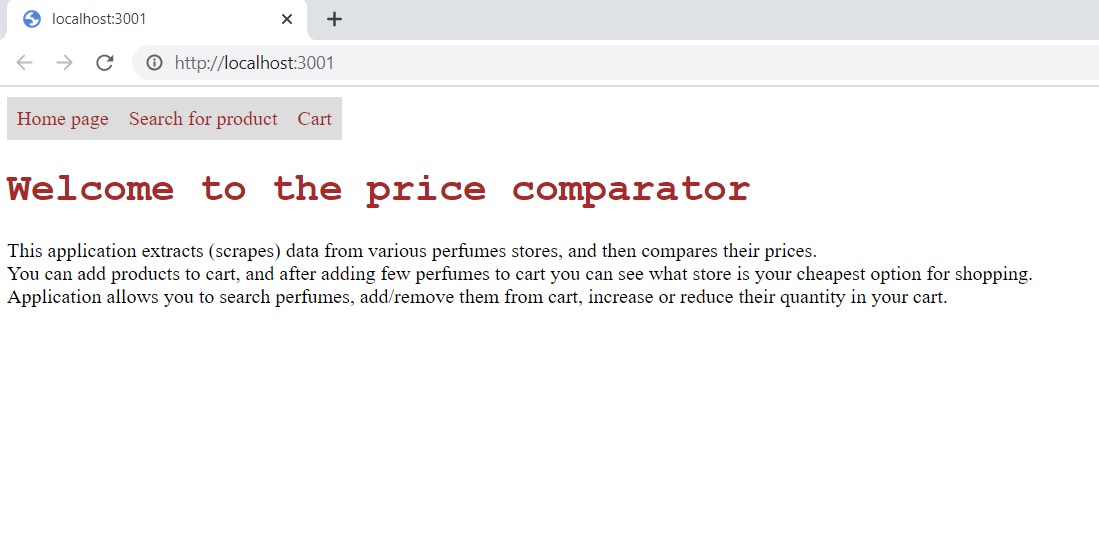 localhost:3001
http://localhost:3001
Home page Search for product Cart
Welcome to the price comparator
This application extracts (scrapes) data from various perfumes stores, and then compares their prices.
You can add products to cart, and after adding few perfumes to cart you can see what store is your cheapest option for shopping.
Application allows you to search perfumes, add/remove them from cart, increase or reduce their quantity in your cart.